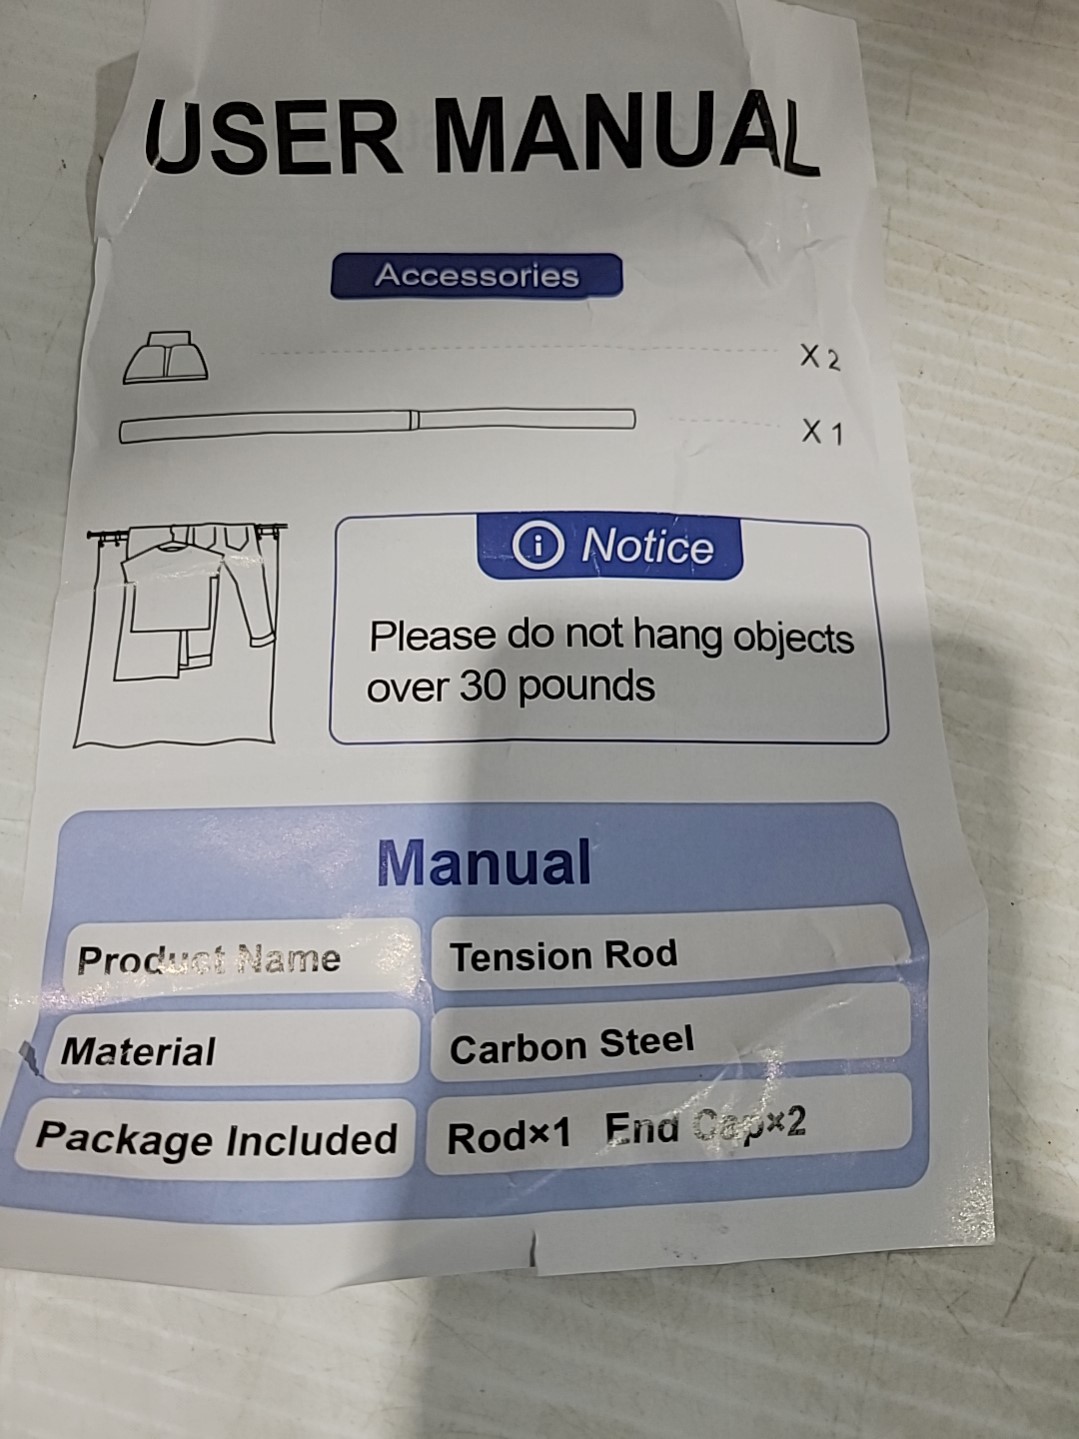 USER MANUAL
Accessories
X 2
X 1
i Notice
Please do not hang objects
over 30 pounds
Manual
Product Name Tension Rod
Material Carbon Steel
Package Included Rod×1 End Cap×2